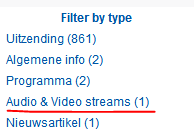 Filter by type
Uitzending (861)
Algemene info (2)
Programma (2)
Audio & Video streams (1)
Nieuwsartikel (1)